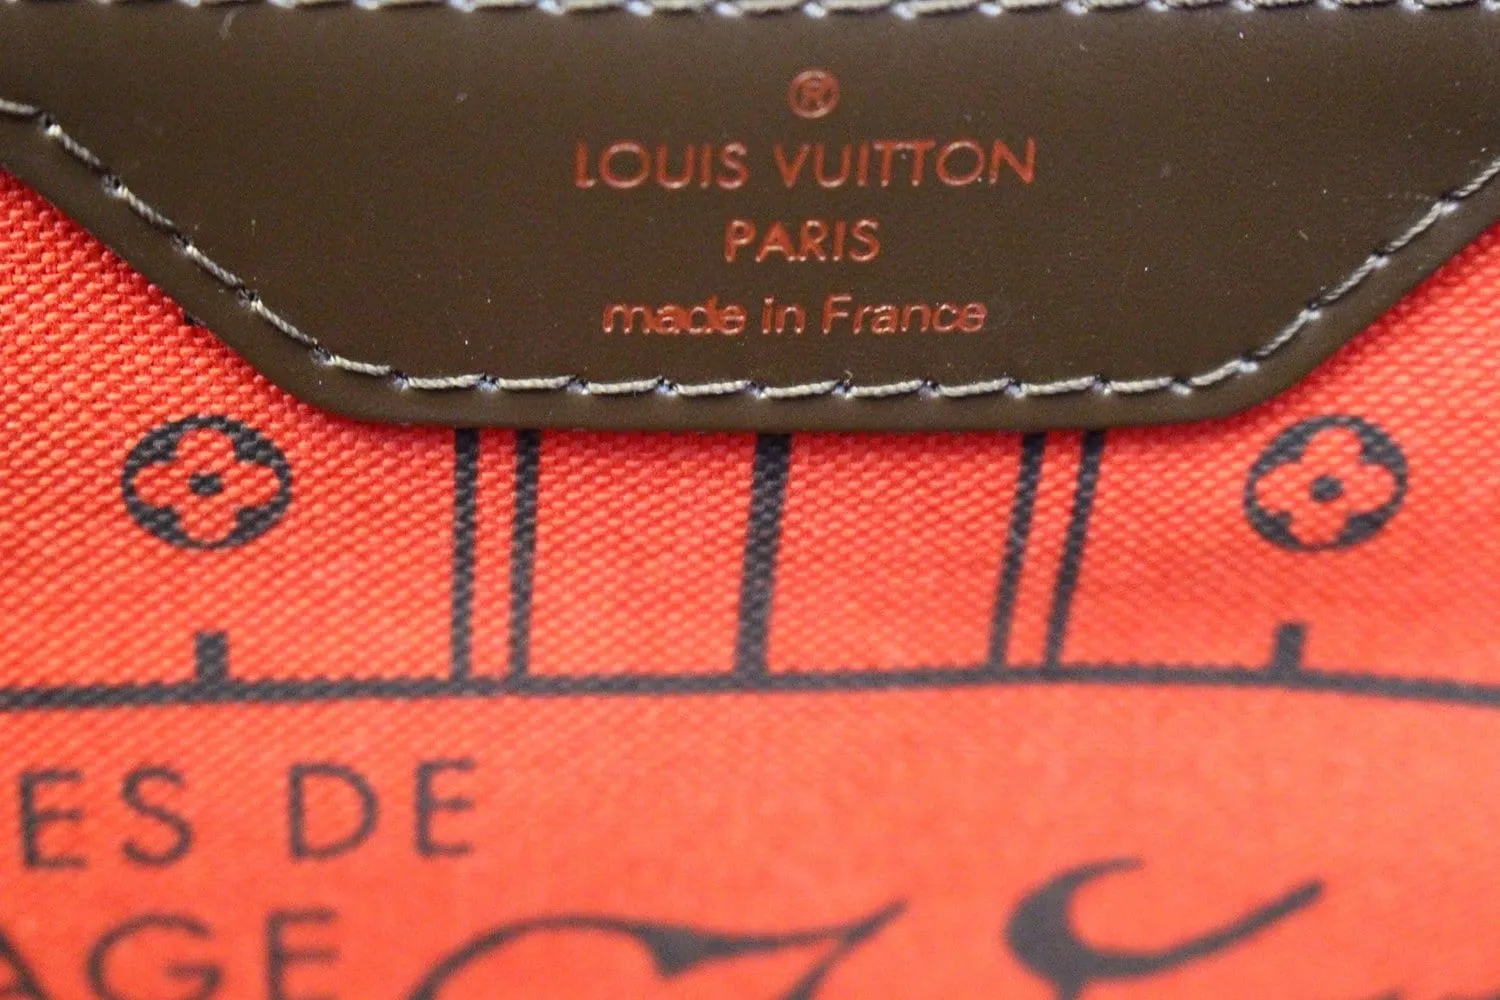 ®
LOUIS VUITTON
PARIS
made in France
ES DE
AGE